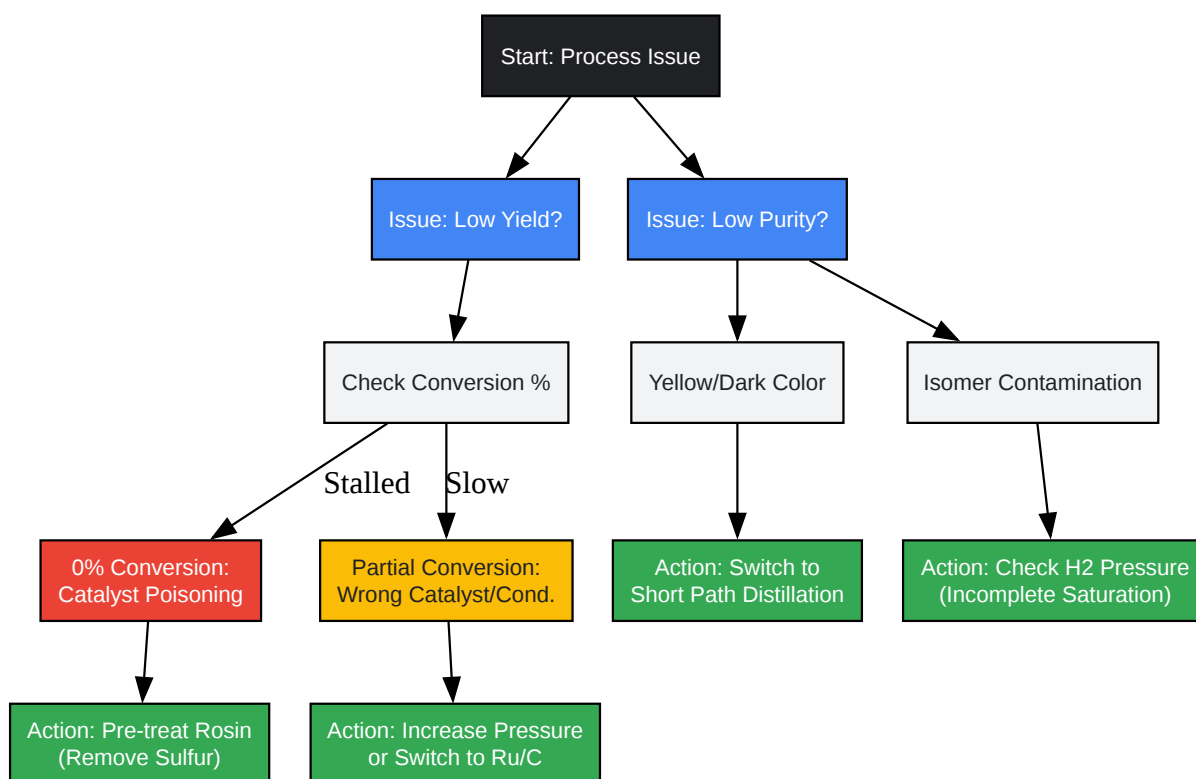 Start: Process Issue
Issue: Low Yield?
Issue: Low Purity?
Check Conversion %
Yellow/Dark Color
Isomer Contamination
Stalled
Slow
0% Conversion:
Catalyst Poisoning
Partial Conversion:
Wrong Catalyst/Cond.
Action: Switch to
Short Path Distillation
Action: Check H2 Pressure
(Incomplete Saturation)
Action: Pre-treat Rosin
(Remove Sulfur)
Action: Increase Pressure
or Switch to Ru/C